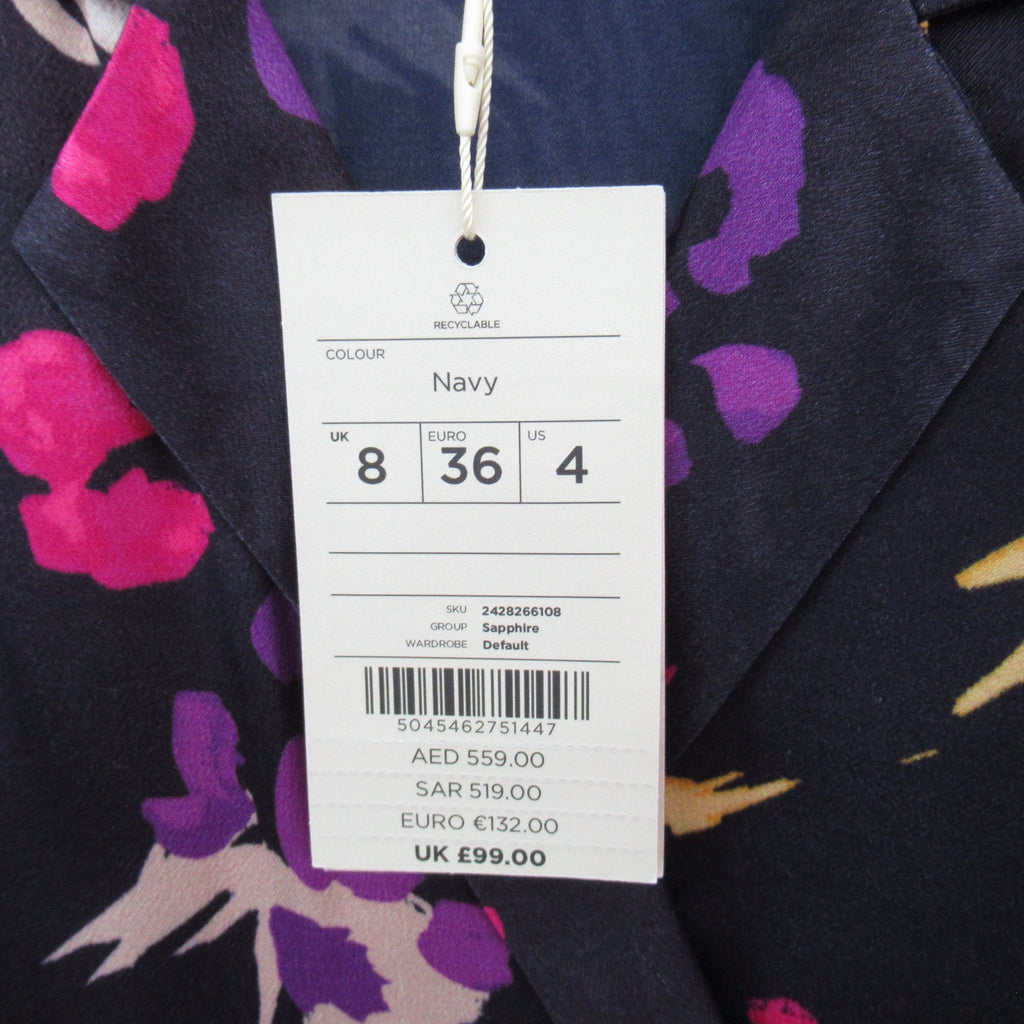 RECYCLABLE
COLOUR
Navy
UK EURO US
8 36 4
SKU 2428266108
GROUP Sapphire
WARDROBE Default
5045462751447
AED 559.00
SAR 519.00
EURO €132.00
UK £99.00